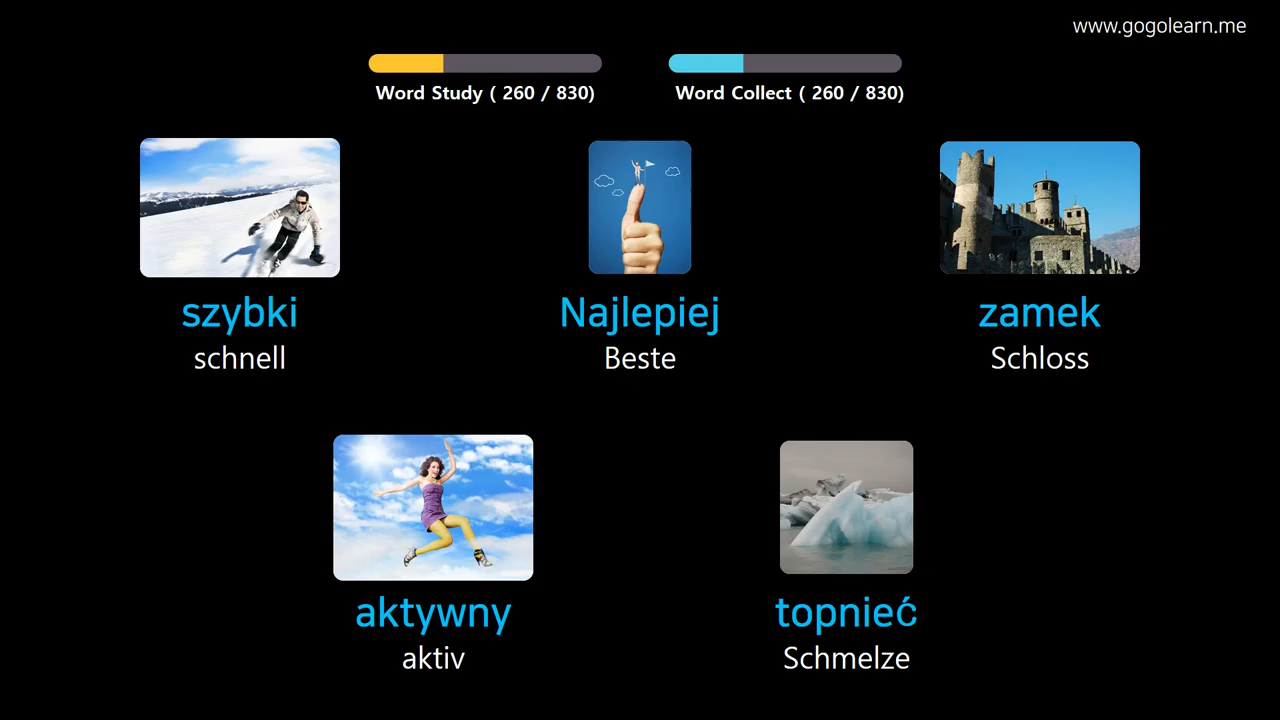 www.gogolearn.me
Word Study ( 260 / 830)
Word Collect ( 260 / 830)
szybki
schnell
Najlepiej
Beste
zamek
Schloss
aktywny
aktiv
topnieć
Schmelze